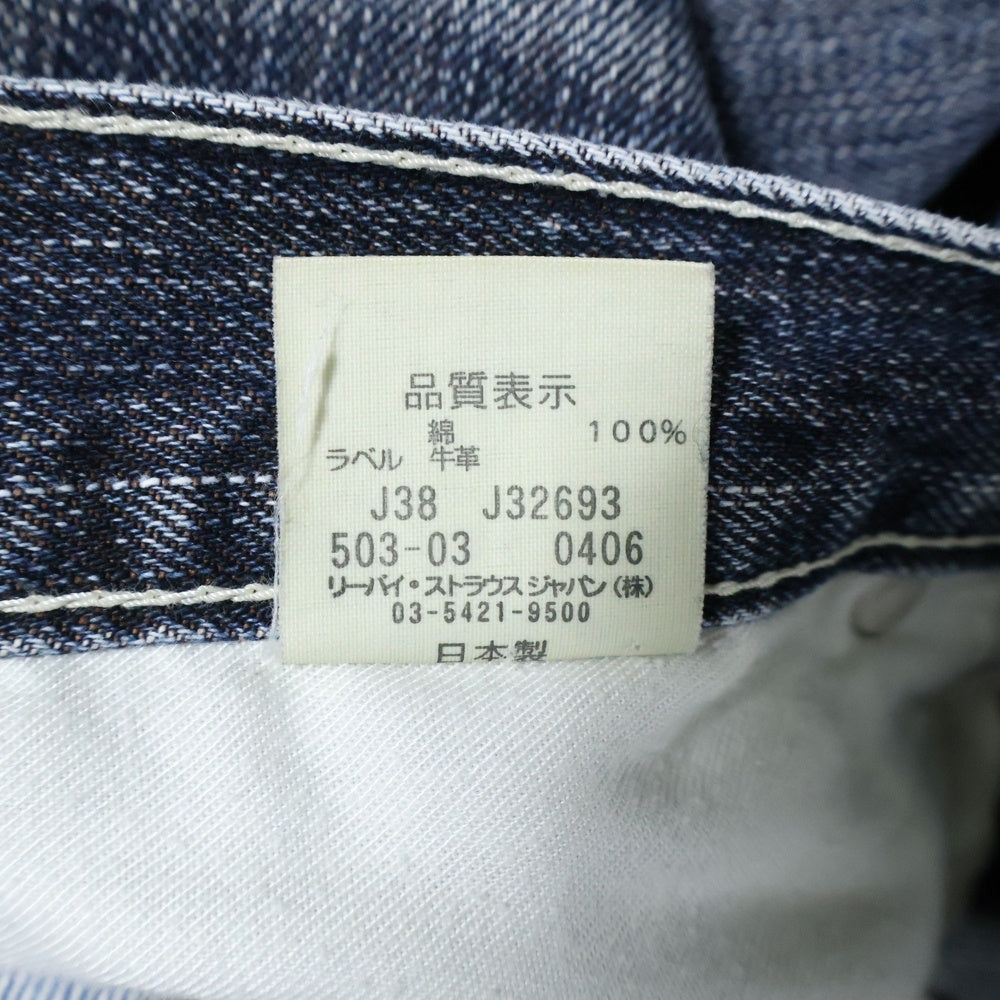 品質表示
綿 100%
ラベル 牛革
J38 J32693
503-03 0406
リーバイ・ストラウス ジャパン(株)
03-5421-9500
日本製